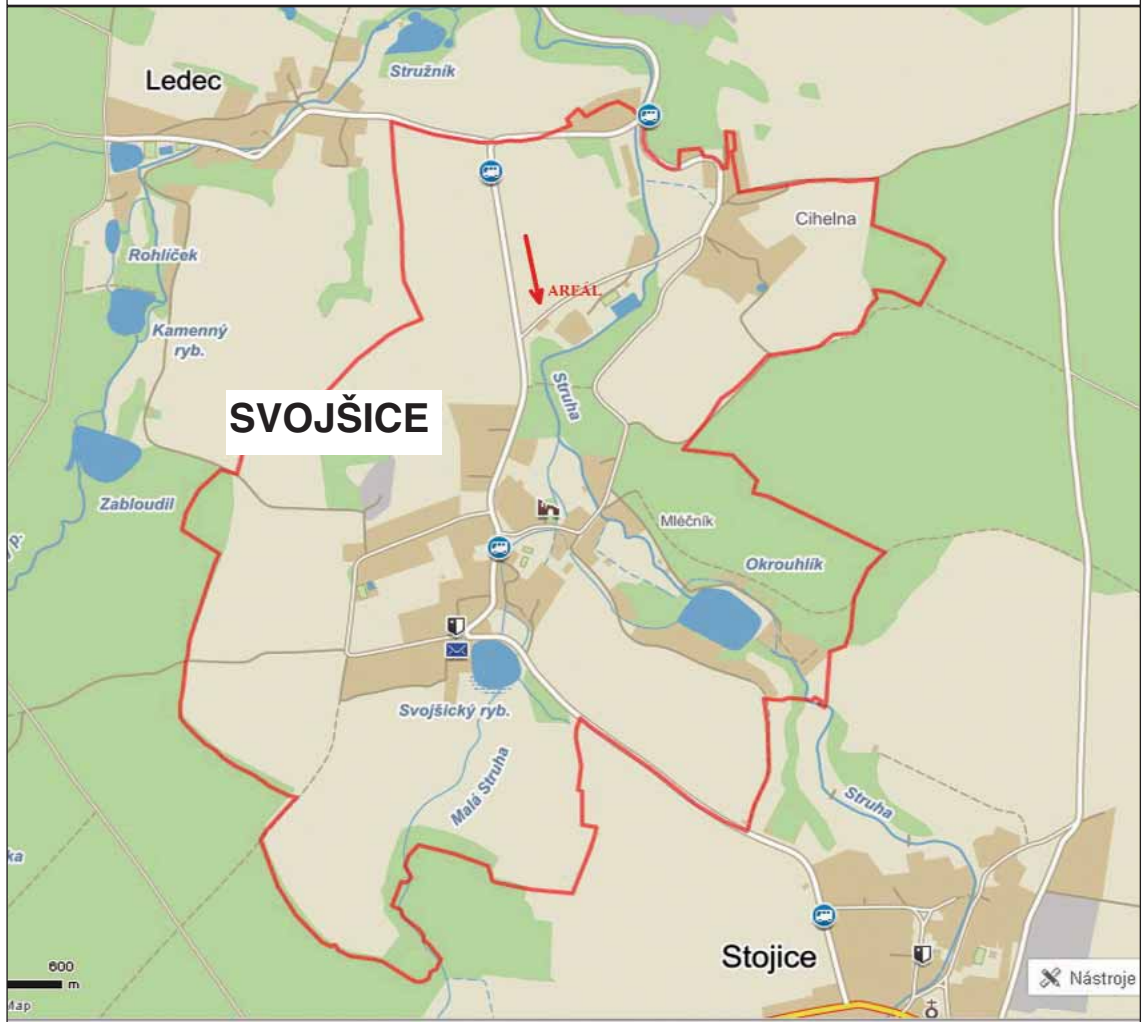 Ledec
Stružník
Cihelna
Rohlíček
AREÁL
Kamenný
ryb.
Struha
SVOJŠICE
Zabloudil
Mléčník
Okrouhlík
Svojšický ryb.
Malá Struha
Struha
Stojice
600
m
Nástroje